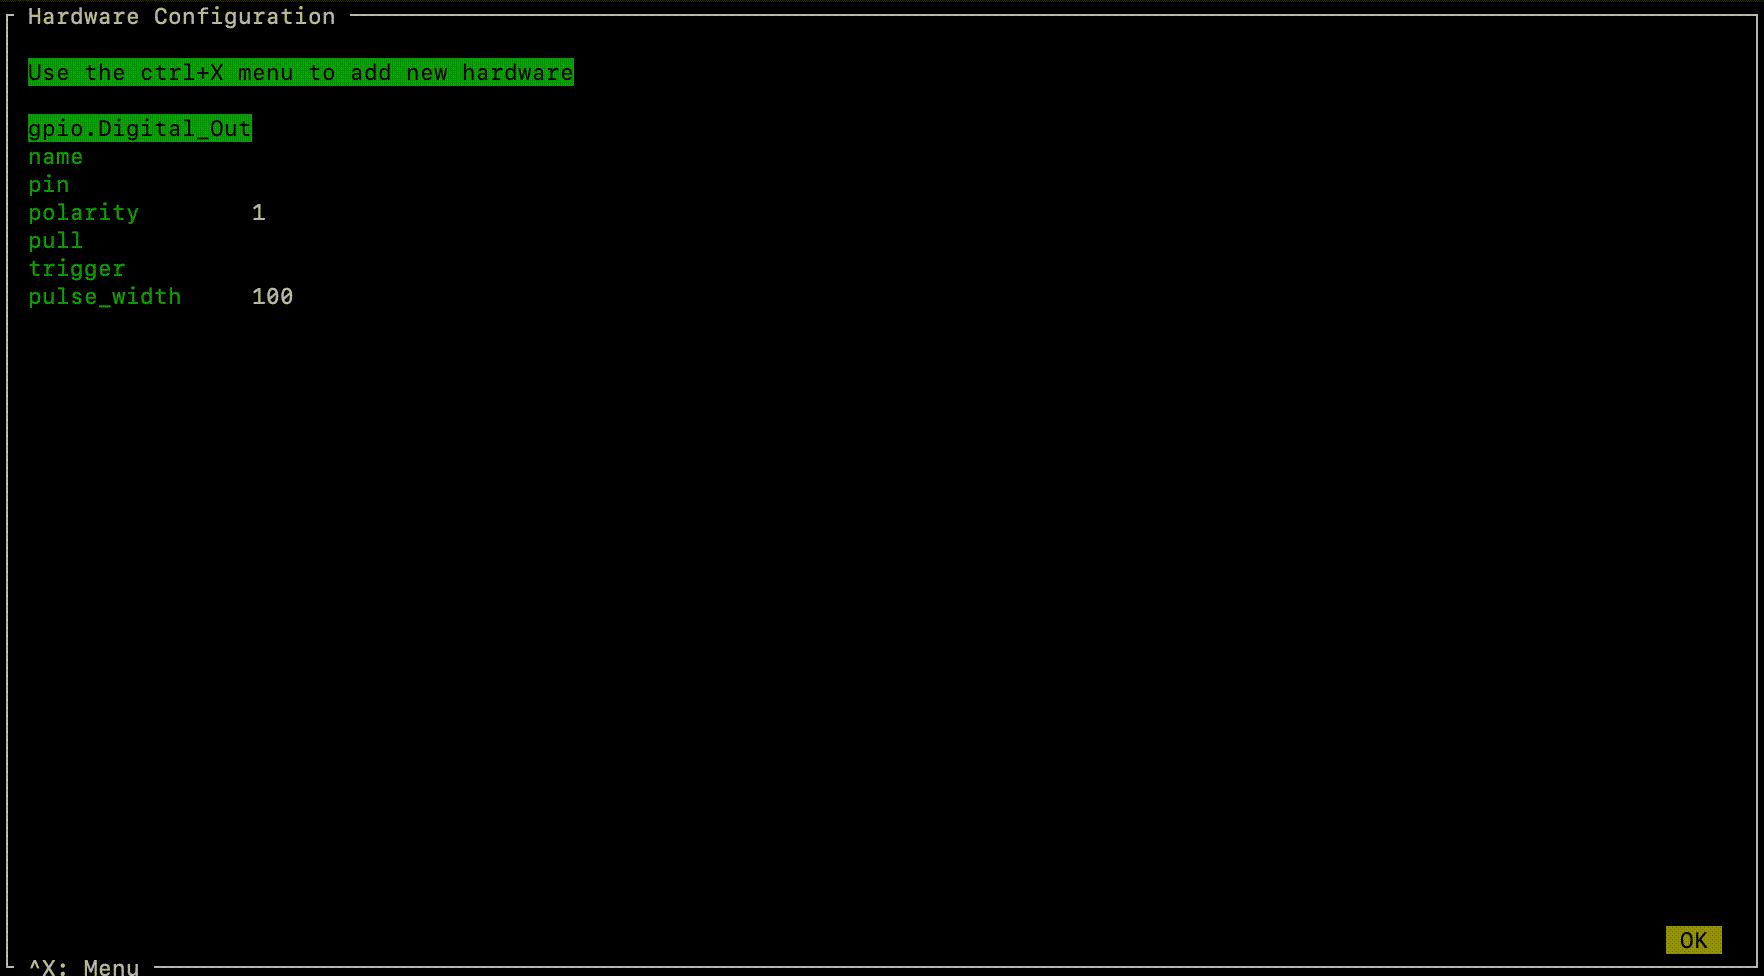 Hardware Configuration
Use the ctrl+X menu to add new hardware
gpio.Digital_Out
name
pin
polarity 1
pull
trigger
pulse_width 100
OK
^X: Menu